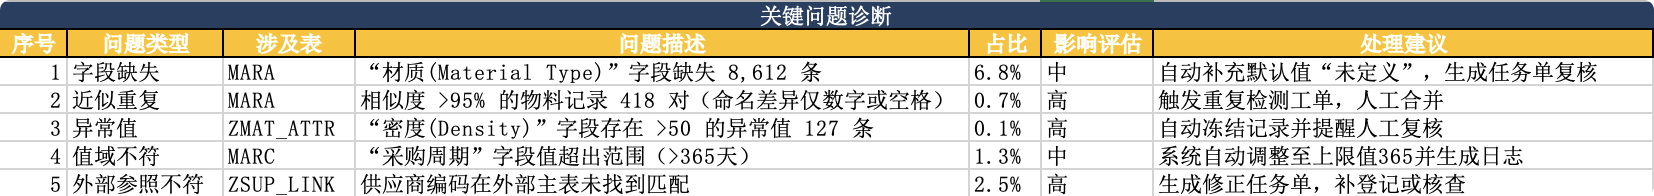 关键问题诊断
序号 问题类型 涉及表 问题描述 占比 影响评估 处理建议
1 字段缺失 MARA “材质(Material Type)”字段缺失 8,612 条 6.8% 中 自动补充默认值“未定义”，生成任务单复核
2 近似重复 MARA 相似度 >95% 的物料记录 418 对（命名差异仅数字或空格） 0.7% 高 触发重复检测工单，人工合并
3 异常值 ZMAT_ATTR “密度(Density)”字段存在 >50 的异常值 127 条 0.1% 高 自动冻结记录并提醒人工复核
4 值域不符 MARC “采购周期”字段值超出范围（>365天） 1.3% 中 系统自动调整至上限值365并生成日志
5 外部参照不符 ZSUP_LINK 供应商编码在外部主表未找到匹配 2.5% 高 生成修正任务单，补登记或核查